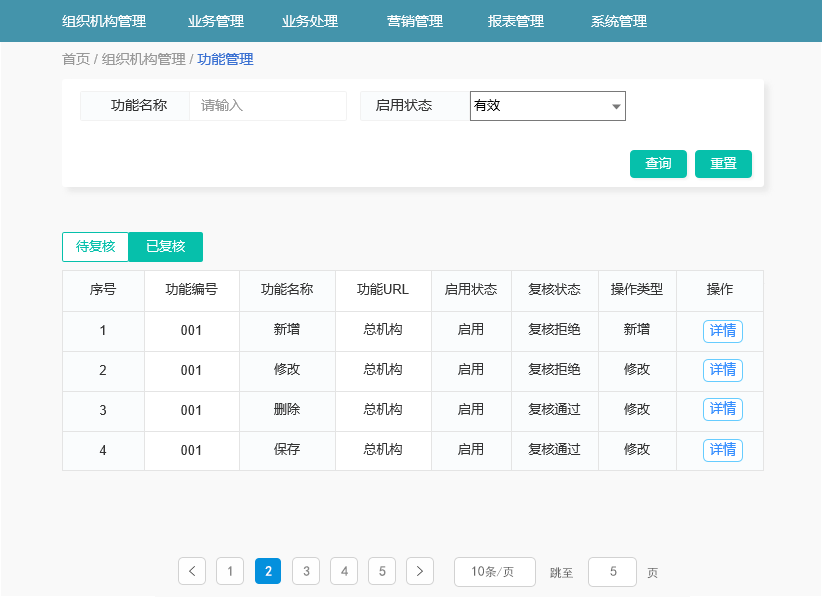 组织机构管理 业务管理 业务处理 营销管理 报表管理 系统管理
首页 / 组织机构管理 / 功能管理
功能名称 请输入 启用状态 有效
查询 重置
待复核 已复核
序号 功能编号 功能名称 功能URL 启用状态 复核状态 操作类型 操作
1 001 新增 总机构 启用 复核拒绝 新增 详情
2 001 修改 总机构 启用 复核拒绝 修改 详情
3 001 删除 总机构 启用 复核通过 修改 详情
4 001 保存 总机构 启用 复核通过 修改 详情
< 1 2 3 4 5 > 10条/页 跳至 5 页